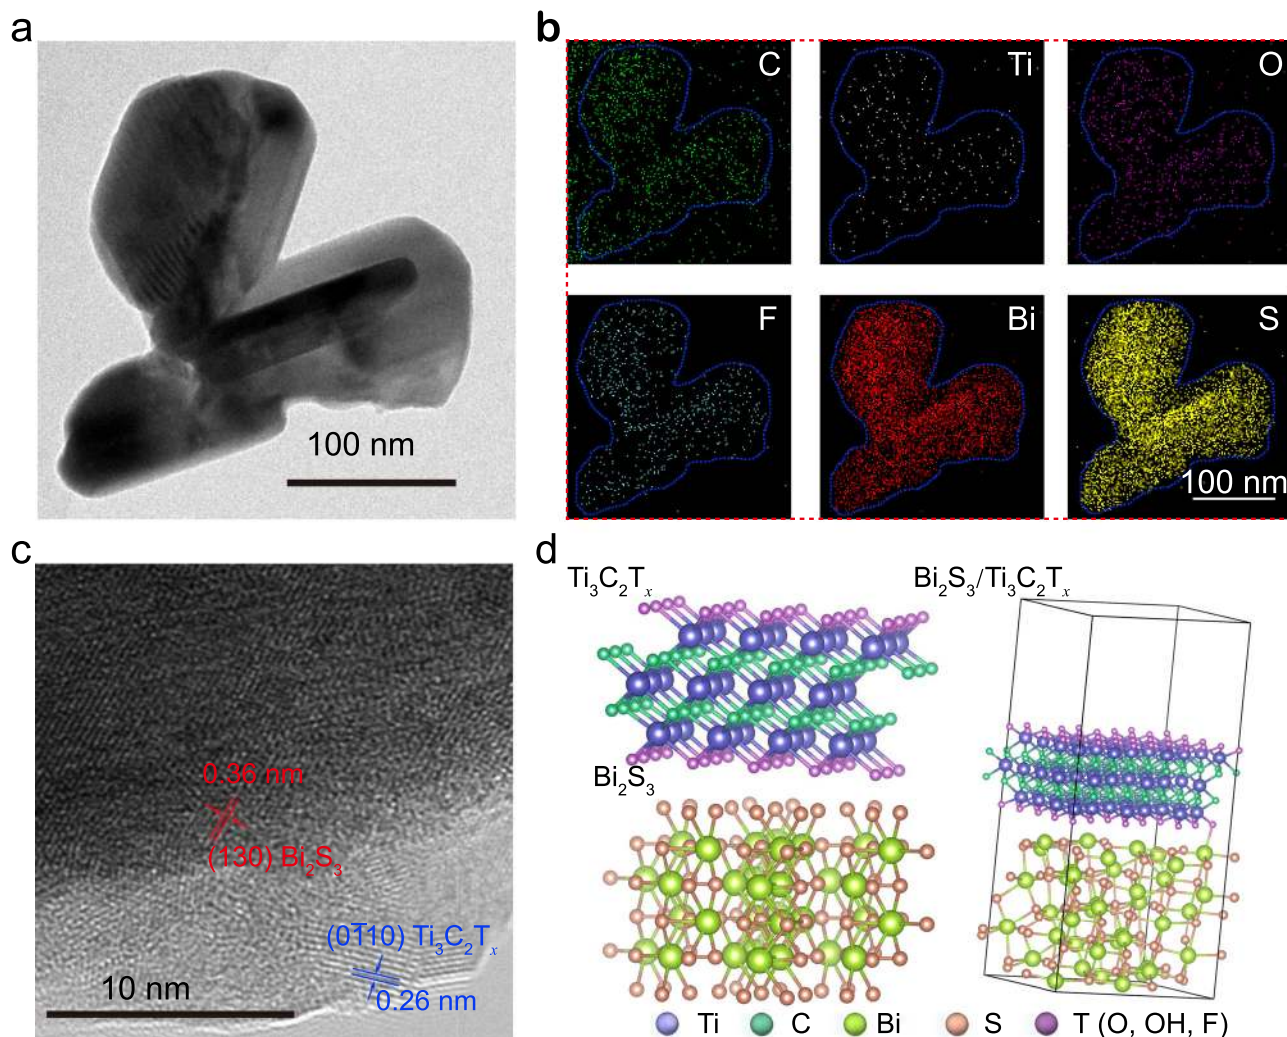 a
100 nm
b
C
Ti
O
F
Bi
S
100 nm
c
0.36 nm
(130) Bi₂S₃
(01̅10) Ti₃C₂Tₓ
0.26 nm
10 nm
d
Ti₃C₂Tₓ
Bi₂S₃/Ti₃C₂Tₓ
Bi₂S₃
Ti C Bi S T (O, OH, F)